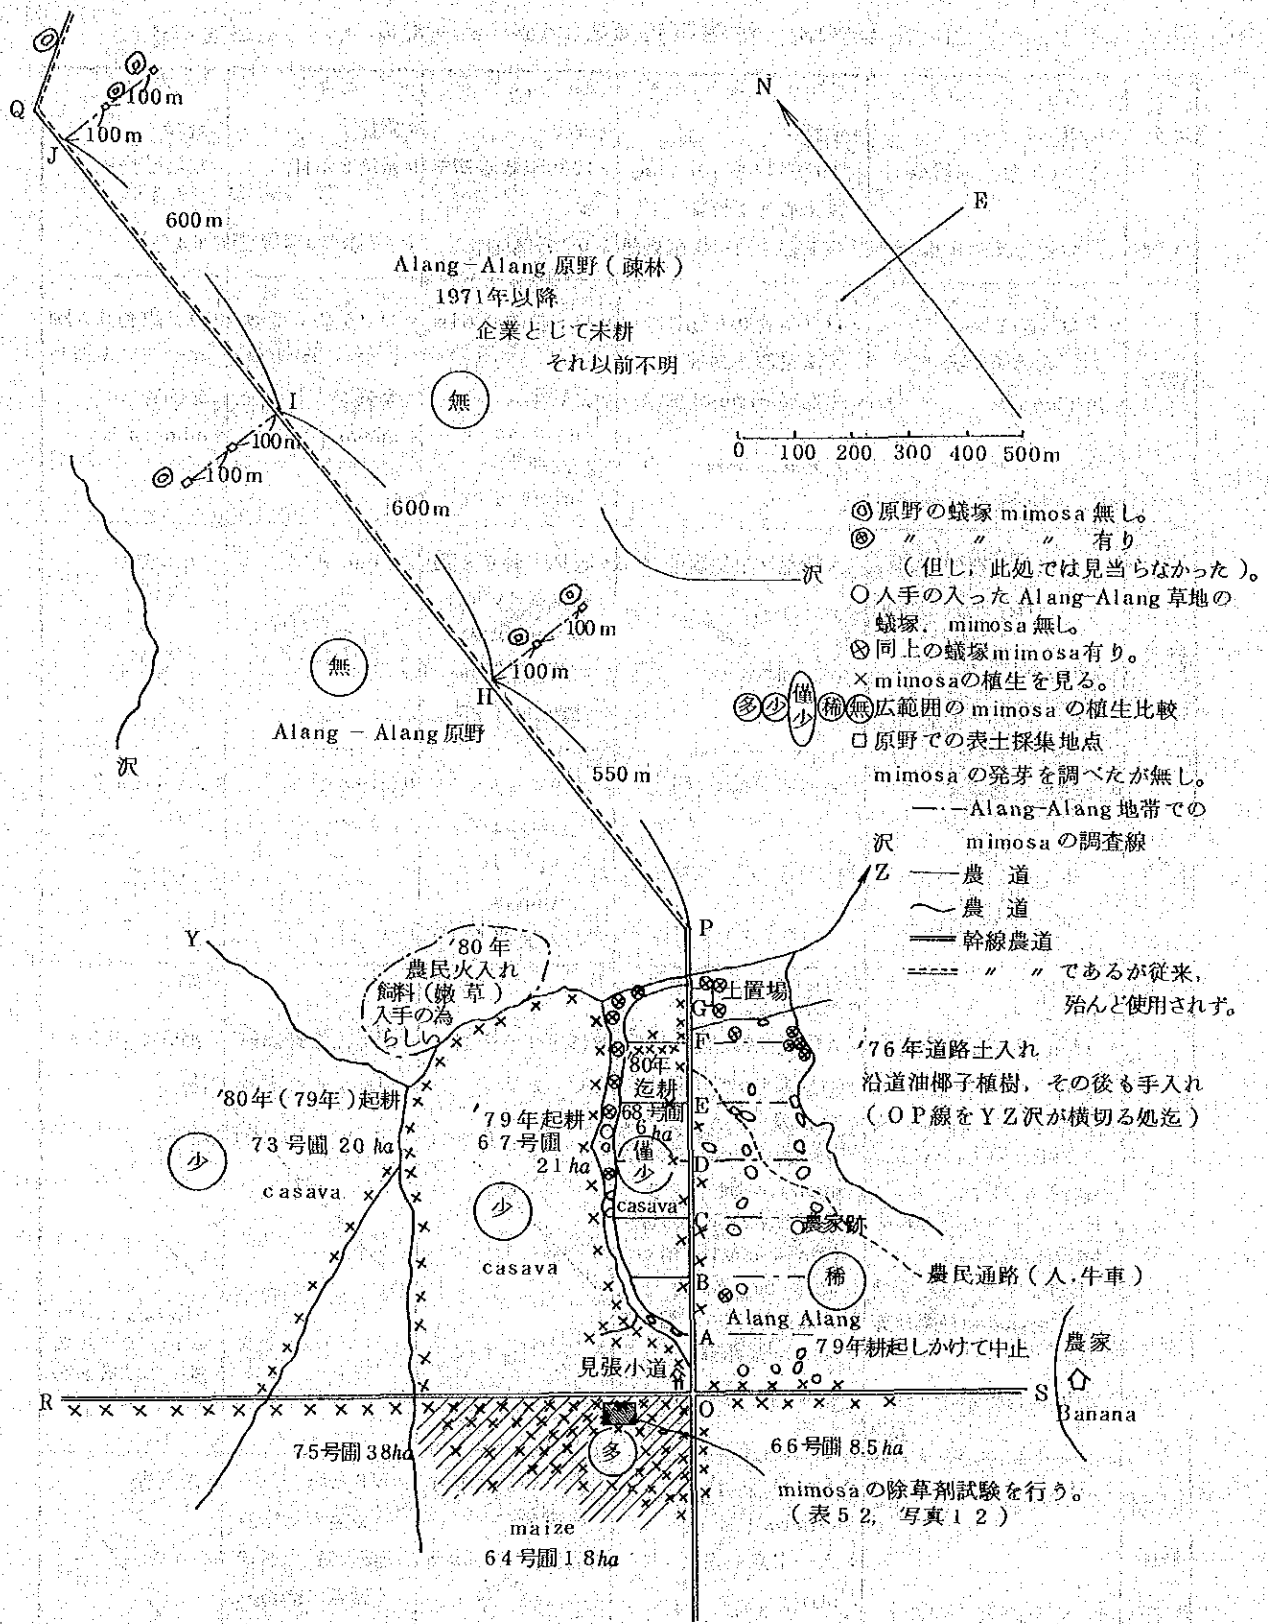 Q
100m
100m
J
600m
N
E
Alang-Alang 原野（疎林）
1971年以降
企業として未耕
それ以前不明
無
I
100m
100m
600m
0 100 200 300 400 500m
◎原野の蟻塚 mimosa 無し。
⊗ 〃 〃 〃 有り
（但し、此処では見当らなかった）。
○人手の入った Alang-Alang 草地の
蟻塚、mimosa 無し。
⊗同上の蟻塚mimosa有り。
×mimosaの植生を見る。
多 少 僅少 稀 無 広範囲の mimosa の植生比較
□原野での表土採集地点
mimosa の発芽を調べたが無し。
—・—Alang-Alang 地帯での
mimosa の調査線
農 道
農 道
幹線農道
〃 〃 であるが従来，
殆んど使用されず。
沢
100m
100m
H
無
Alang － Alang 原野
沢
550m
沢
Z
P
Y
'80年
農民火入れ
飼料（嫩草）
入手の為
らしい
土置場
G
F
'76年道路土入れ
沿道油椰子植樹，その後も手入れ
（OP線をYZ沢が横切る処迄）
'80年
迄耕
68号圃
6ha
僅少
casava
E
D
C
農家跡
'80年（79年）起耕
73号圃 20 ha
少
casava
'79年起耕
67号圃
21ha
少
casava
稀
農民通路（人，牛車）
B
Alang Alang
A
79年耕起しかけて中止
農家
見張小道
R
O
S
Banana
75号圃 38ha
多
66号圃 8.5ha
mimosa の除草剤試験を行う。
（表52，写真12）
maize
64号圃 18ha